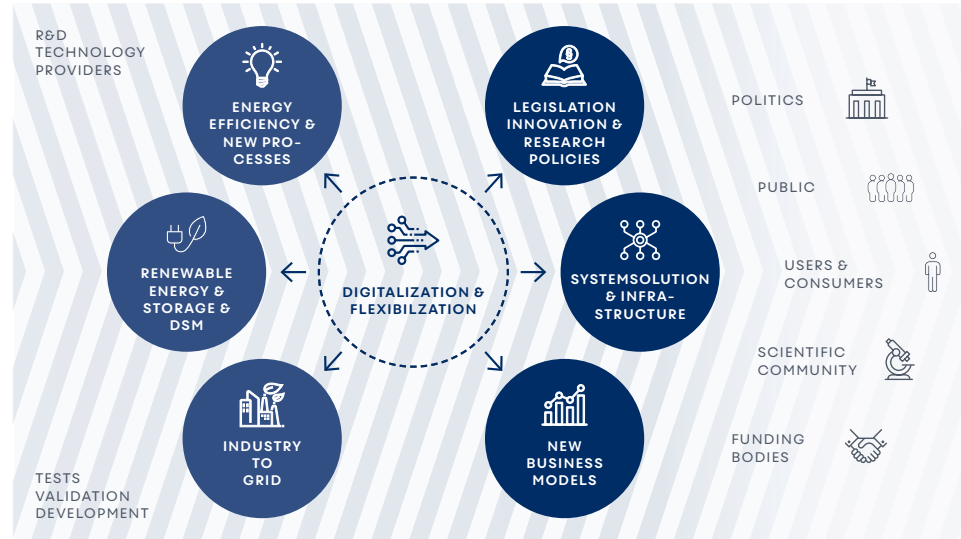 R&D
TECHNOLOGY
PROVIDERS
ENERGY
EFFICIENCY &
NEW PRO-
CESSES
§
LEGISLATION
INNOVATION &
RESEARCH
POLICIES
POLITICS
PUBLIC
RENEWABLE
ENERGY &
STORAGE &
DSM
DIGITALIZATION &
FLEXIBILZATION
SYSTEMSOLUTION
& INFRA-
STRUCTURE
USERS &
CONSUMERS
SCIENTIFIC
COMMUNITY
INDUSTRY
TO
GRID
NEW
BUSINESS
MODELS
FUNDING
BODIES
TESTS
VALIDATION
DEVELOPMENT